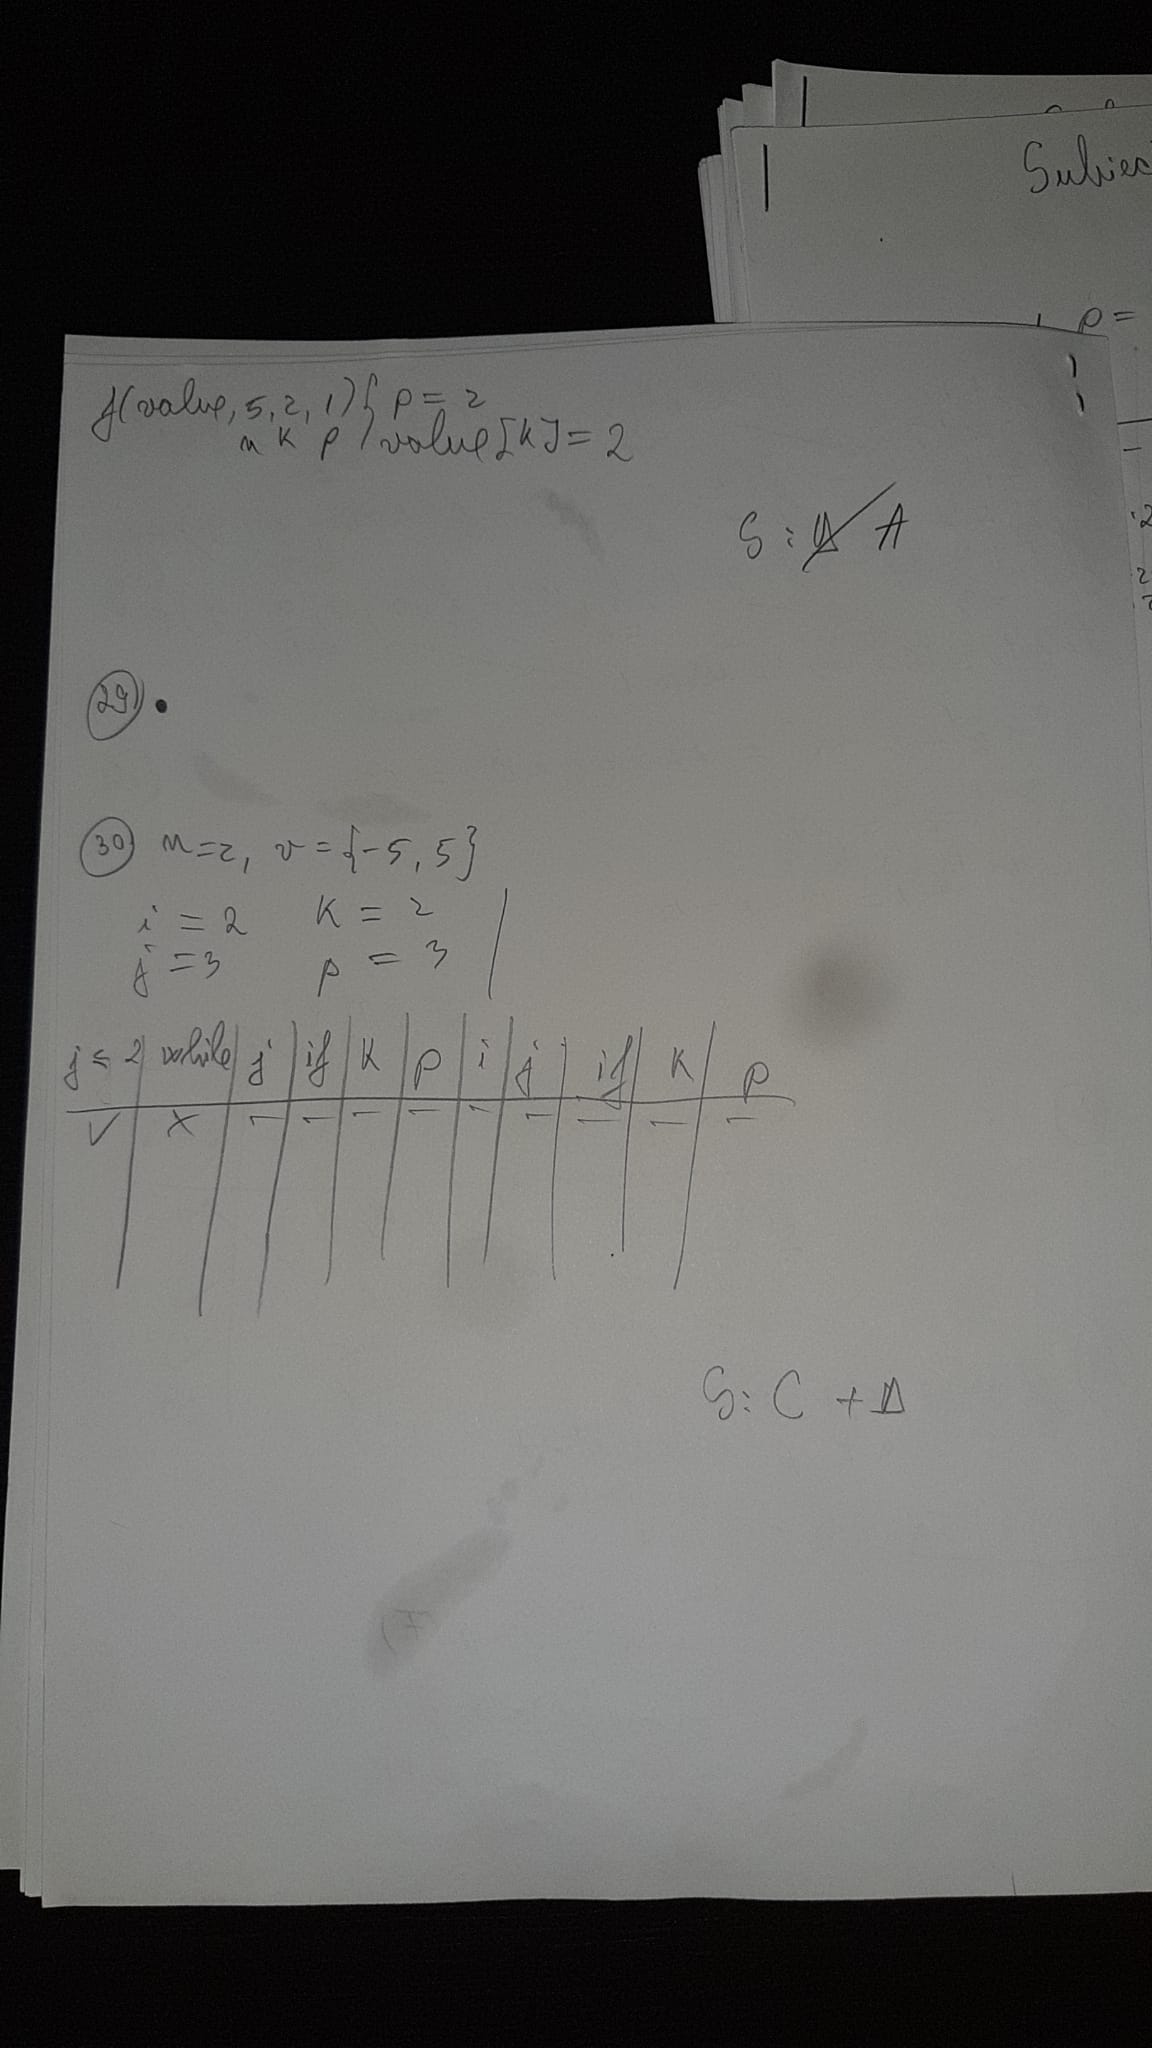 Subiec
p =
f(value, 5, 2, 1) { p = 2
n k p value[k] = 2
S: A
29.
30 n=2, v = {-5, 5}
i = 2 k = 2
j = 3 p = 3
j ≤ 2 | while | j | if | k | p | i | j | if | k | p
✓ | X | – | – | – | – | – | – | – | – | –
S: C + D